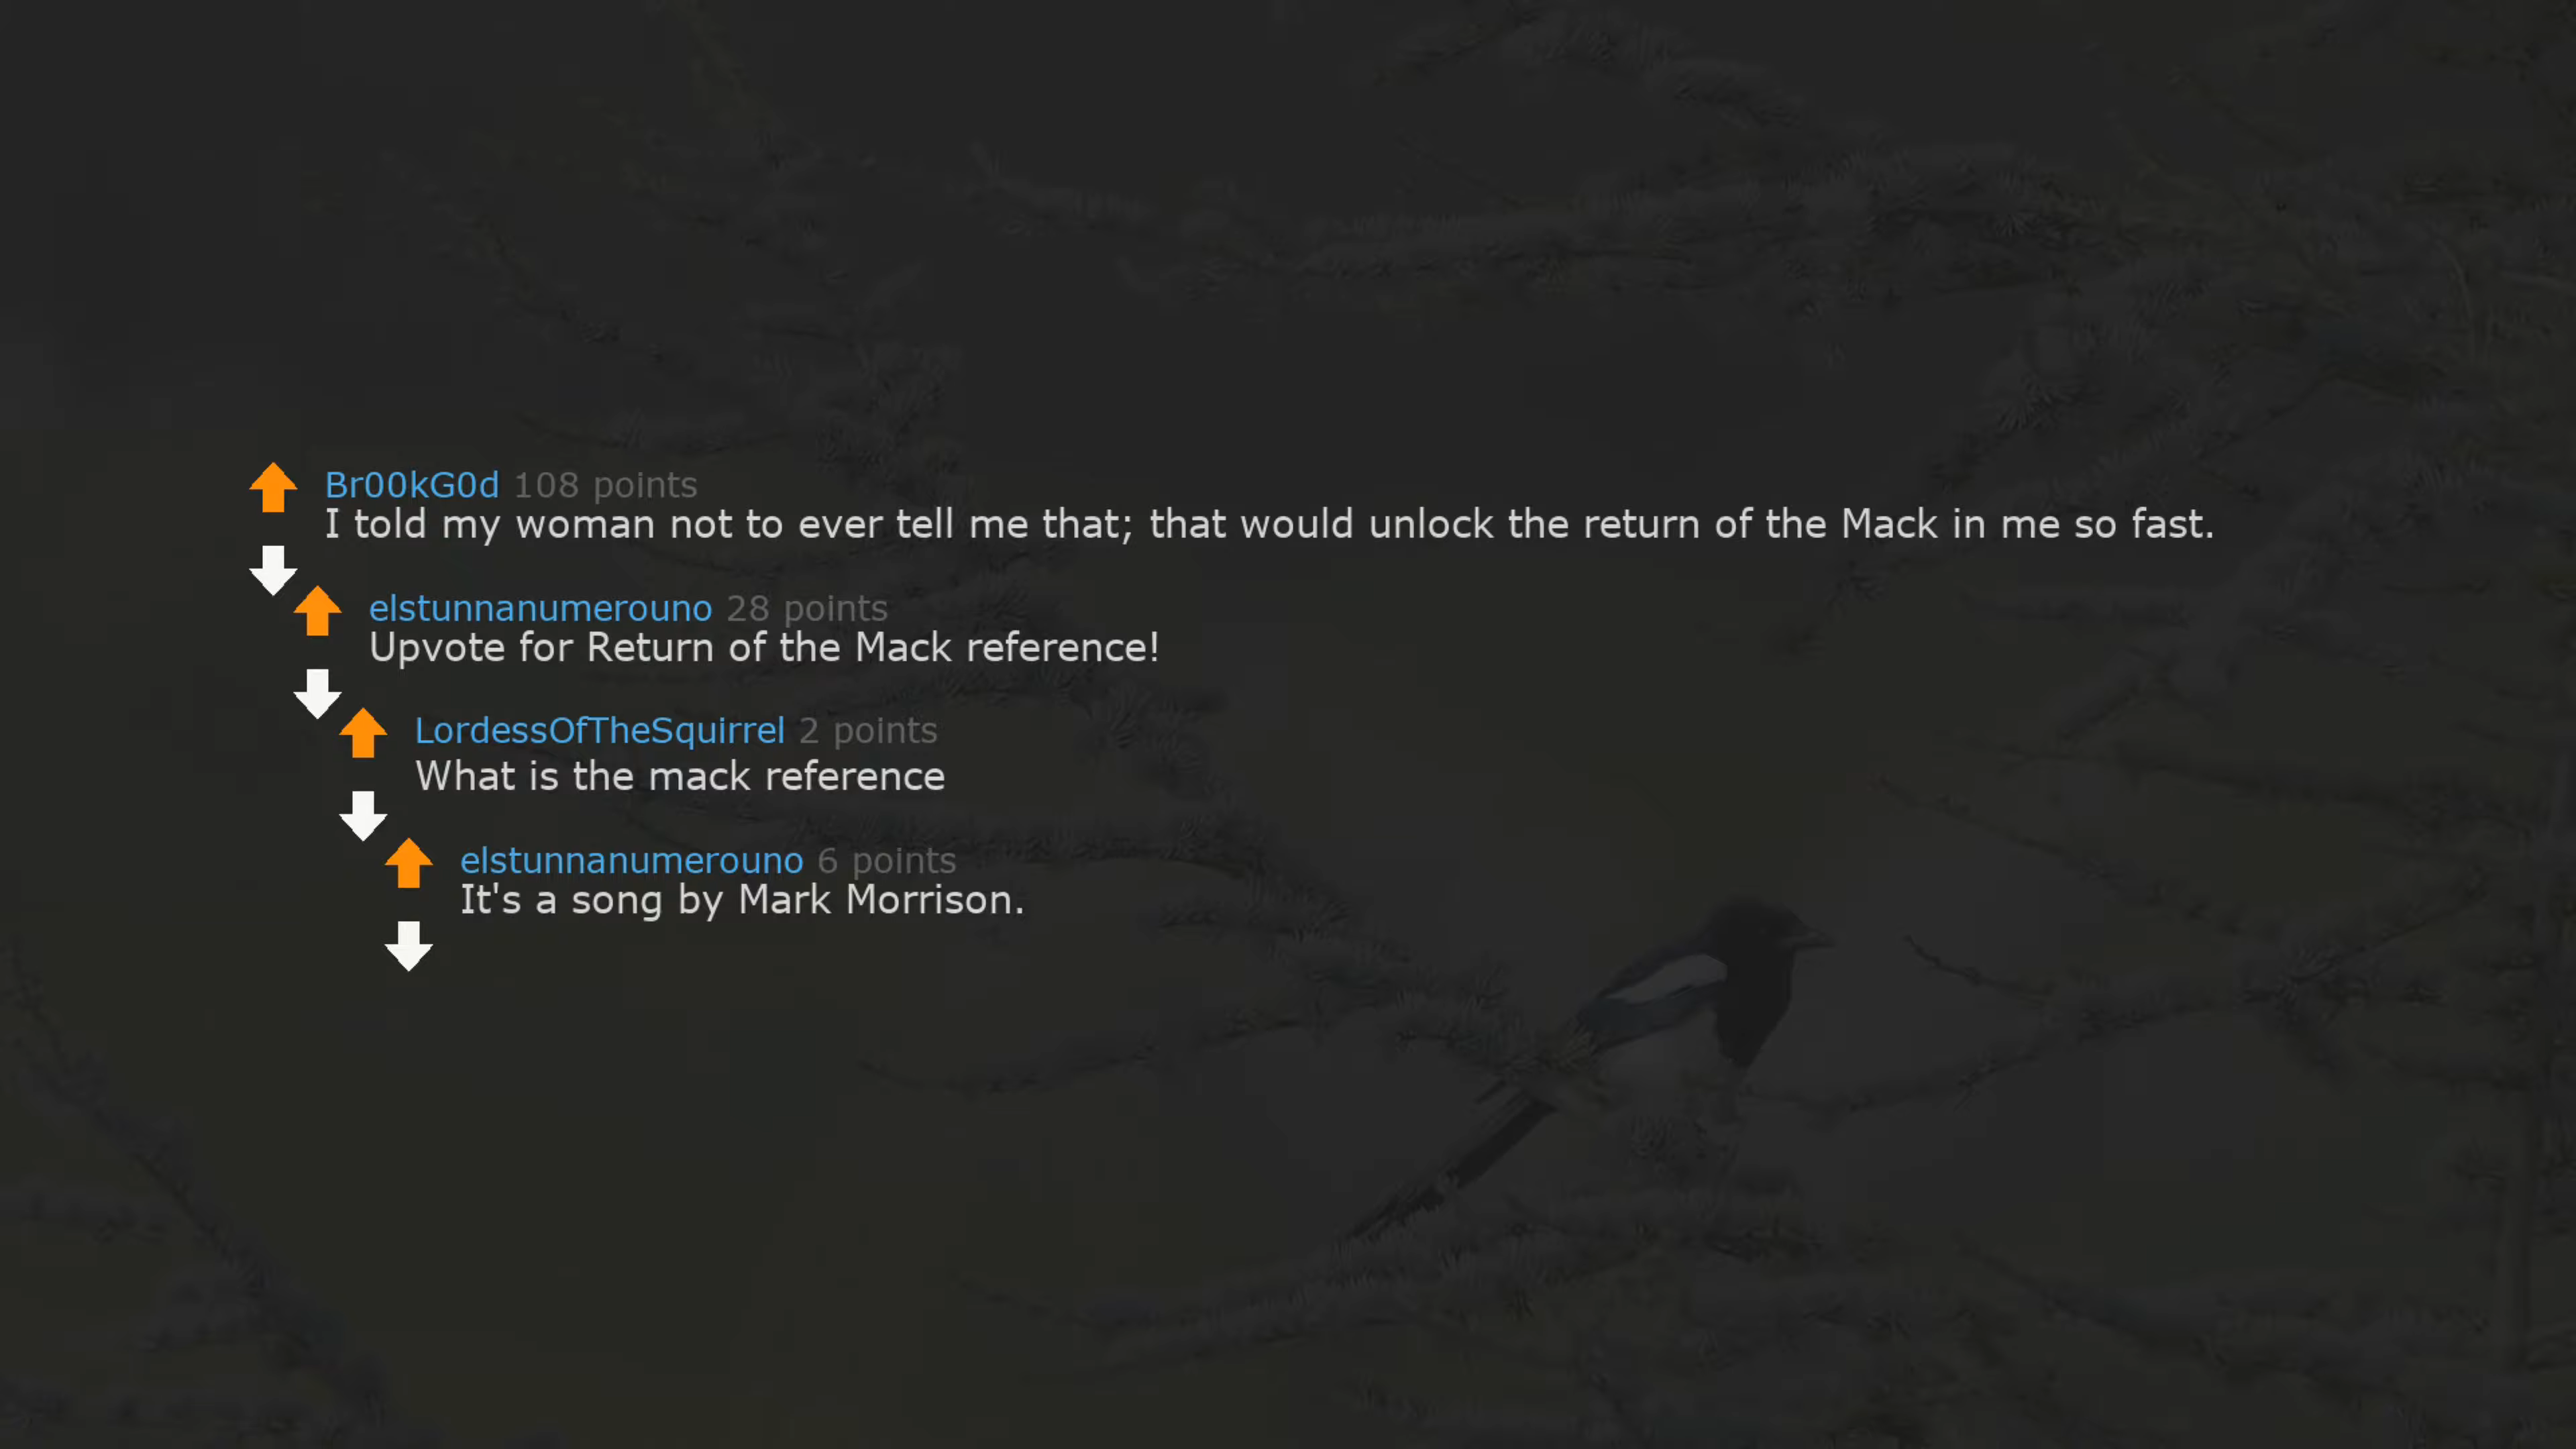 Br00kG0d 108 points
I told my woman not to ever tell me that; that would unlock the return of the Mack in me so fast.
elstunnanumerouno 28 points
Upvote for Return of the Mack reference!
LordessOfTheSquirrel 2 points
What is the mack reference
elstunnanumerouno 6 points
It's a song by Mark Morrison.